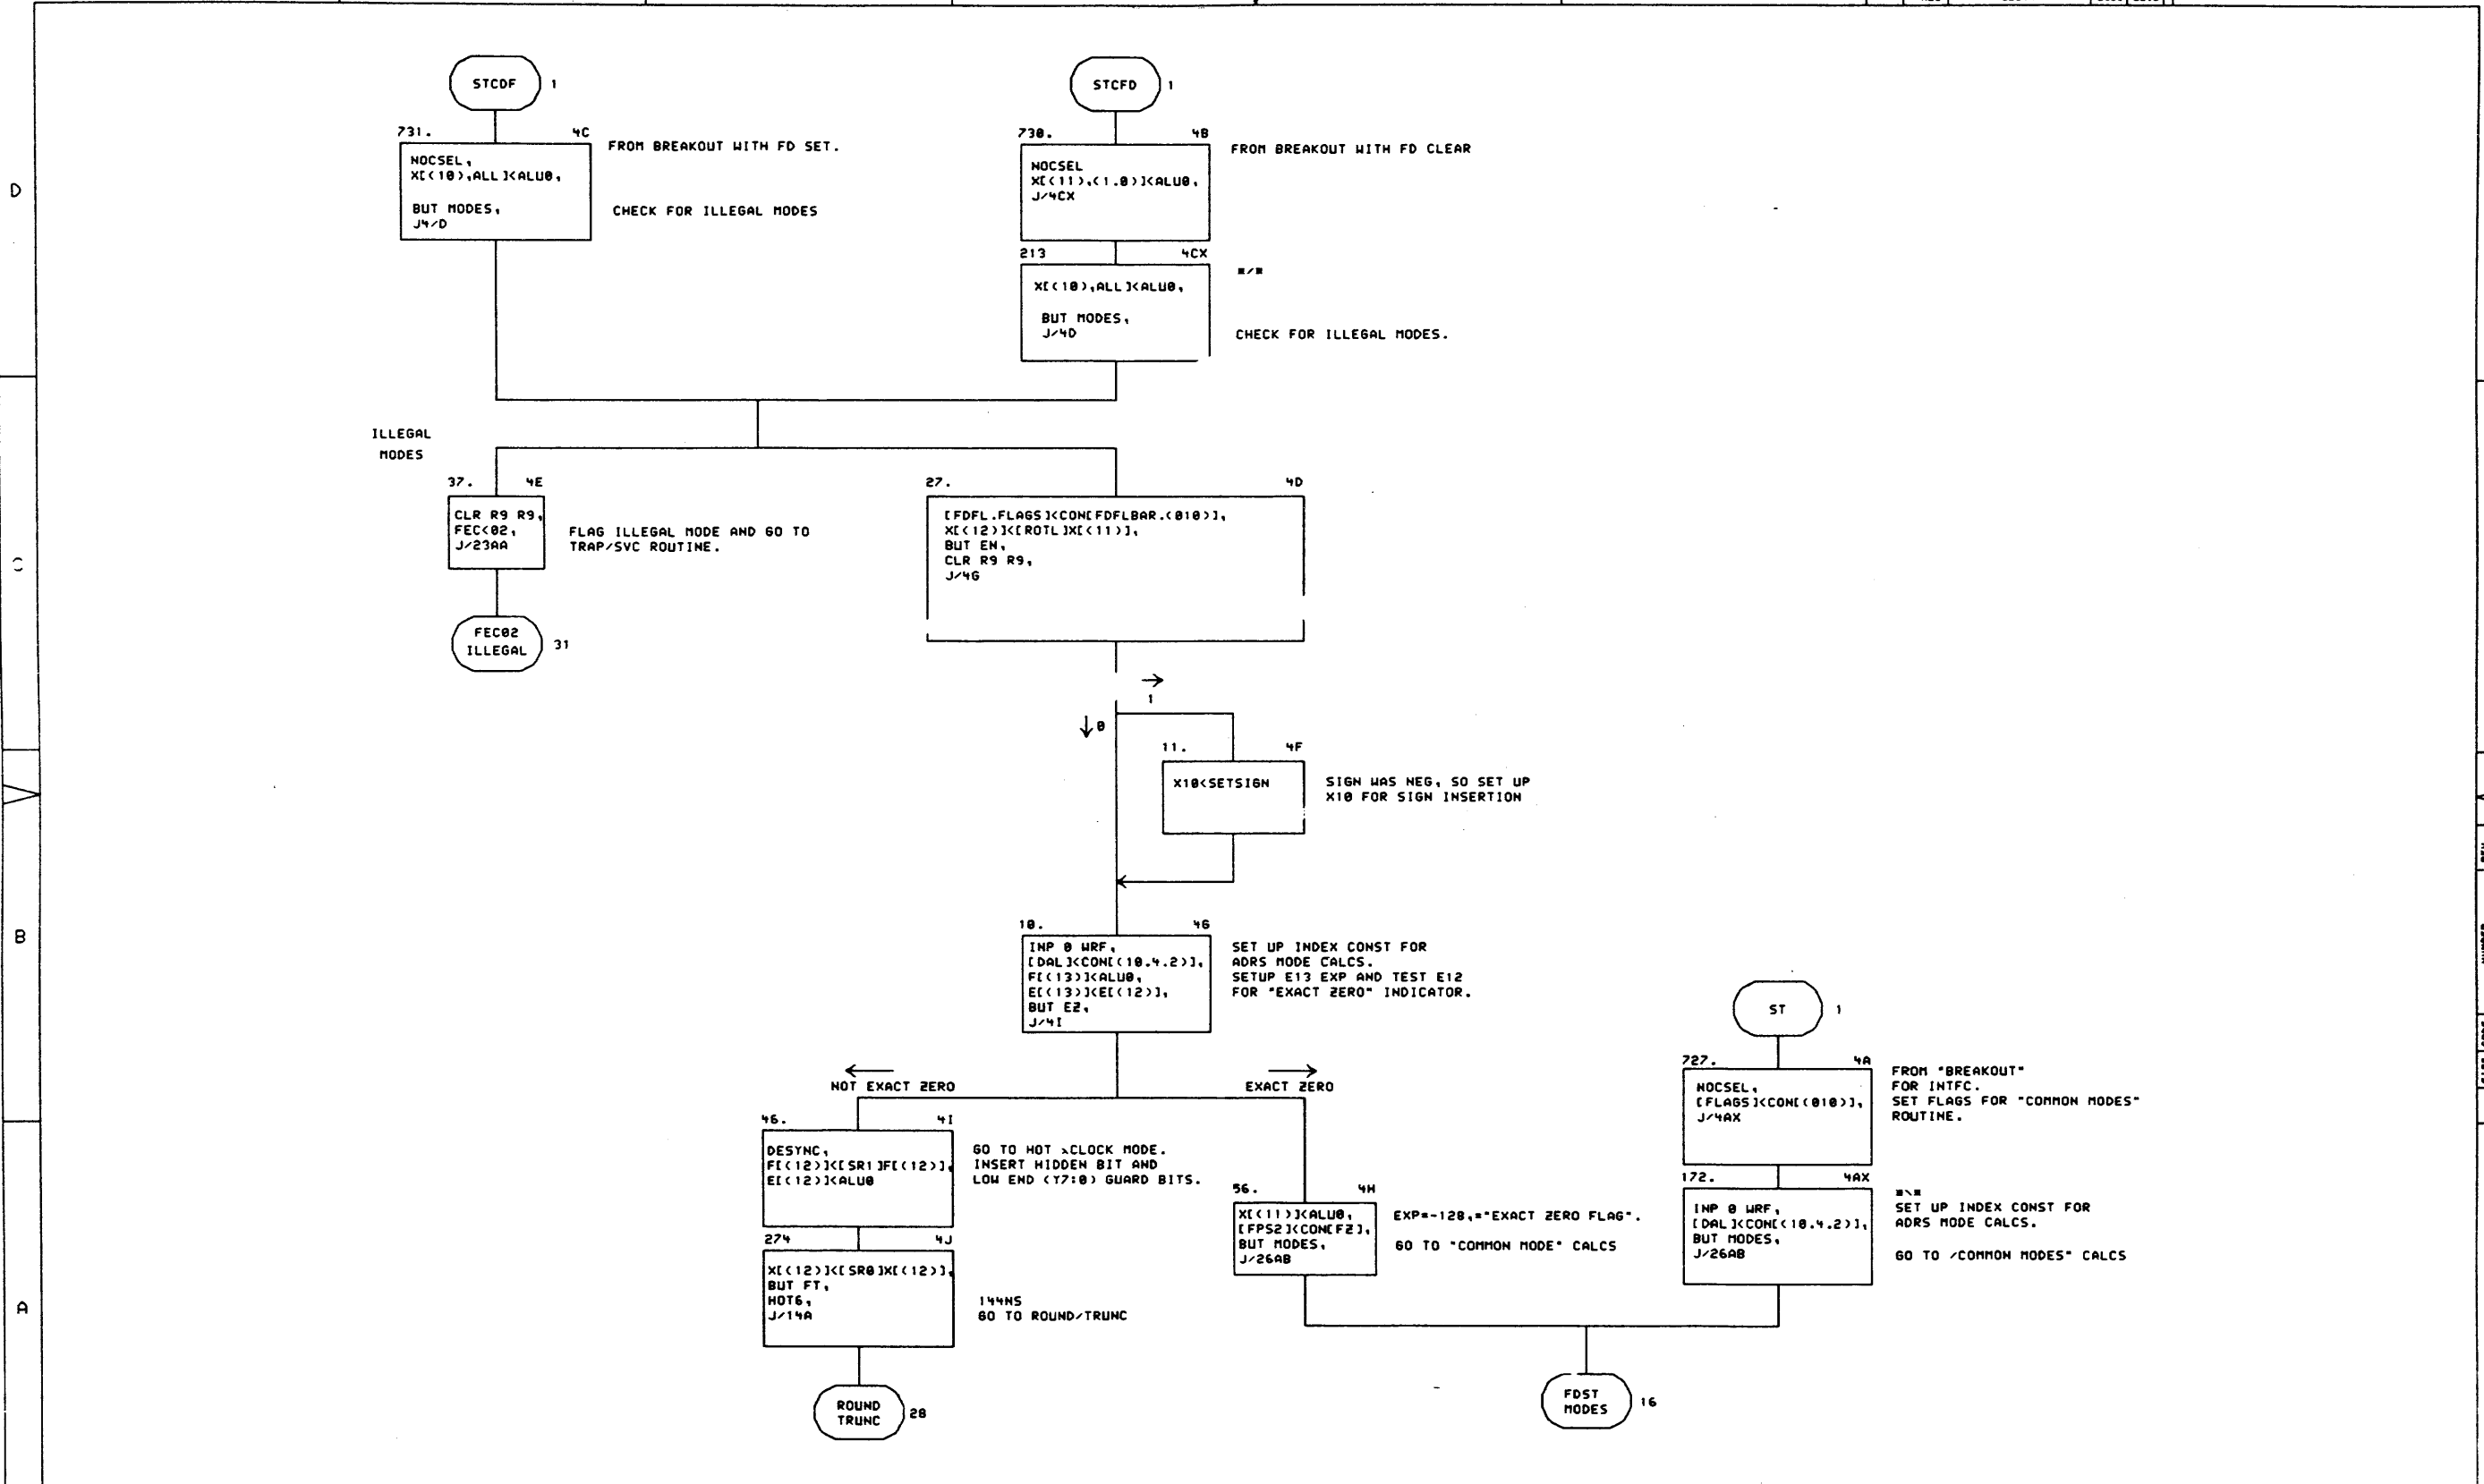 STCDF 1
731. 4C
NOCSEL,
X[(10),ALL]<ALU0,
BUT MODES,
J4/D
FROM BREAKOUT WITH FD SET.
CHECK FOR ILLEGAL MODES
STCFD 1
730. 4B
NOCSEL
X[(11),(1.0)]<ALU0,
J/4CX
FROM BREAKOUT WITH FD CLEAR
213 4CX
X[(10),ALL]<ALU0,
BUT MODES,
J/4D
*/*
CHECK FOR ILLEGAL MODES.
D
ILLEGAL
MODES
37. 4E
CLR R9 R9,
FEC<02,
J/23AA
FLAG ILLEGAL MODE AND GO TO
TRAP/SVC ROUTINE.
FEC02
ILLEGAL 31
27. 4D
[FDFL.FLAGS]<CON[FDFLBAR.(010)],
X[(12)]<[ROTL]X[(11)],
BUT EN,
CLR R9 R9,
J/4G
C
→
1
↓ 0
11. 4F
X10<SETSIGN
SIGN WAS NEG, SO SET UP
X10 FOR SIGN INSERTION
B
10. 4G
INP 0 WRF,
[DAL]<CON[(10.4.2)],
F[(13)]<ALU0,
E[(13)]<E[(12)],
BUT EZ,
J/4I
SET UP INDEX CONST FOR
ADRS MODE CALCS.
SETUP E13 EXP AND TEST E12
FOR "EXACT ZERO" INDICATOR.
NOT EXACT ZERO
EXACT ZERO
46. 4I
DESYNC,
F[(12)]<[SR1]F[(12)],
E[(12)]<ALU0
GO TO HOT xCLOCK MODE.
INSERT HIDDEN BIT AND
LOW END (Y7:0) GUARD BITS.
274 4J
X[(12)]<[SR0]X[(12)],
BUT FT,
HOT6,
J/14A
144NS
GO TO ROUND/TRUNC
ROUND
TRUNC 28
56. 4H
X[(11)]<ALU0,
[FPS2]<CON[FZ],
BUT MODES,
J/26AB
EXP=-128,="EXACT ZERO FLAG".
GO TO "COMMON MODE" CALCS
ST 1
727. 4A
NOCSEL,
[FLAGS]<CON[(010)],
J/4AX
FROM "BREAKOUT"
FOR INTFC.
SET FLAGS FOR "COMMON MODES"
ROUTINE.
172. 4AX
INP 0 WRF,
[DAL]<CON[(10.4.2)],
BUT MODES,
J/26AB
*\*
SET UP INDEX CONST FOR
ADRS MODE CALCS.
GO TO /COMMON MODES" CALCS
A
FDST
MODES 16